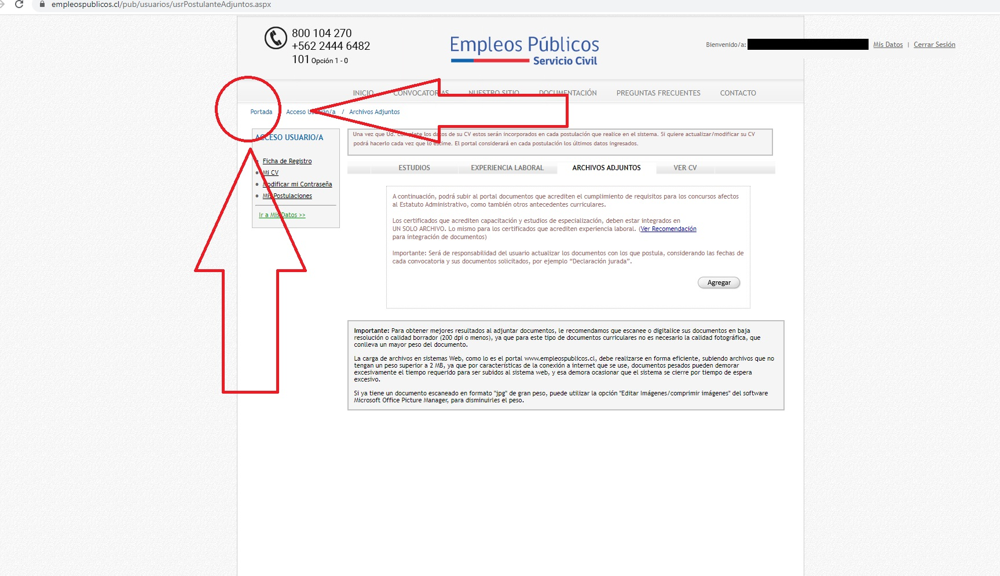 empleospublicos.cl/pub/usuarios/usrPostulanteAdjuntos.aspx
800 104 270
+562 2444 6482
101 Opción 1 - 0
Empleos Públicos
Servicio Civil
Bienvenido/a:
Mis Datos | Cerrar Sesión
INICIO CONVOCATORIAS NUESTRO SITIO DOCUMENTACIÓN PREGUNTAS FRECUENTES CONTACTO
Portada Acceso Usuario/a / Archivos Adjuntos
ACCESO USUARIO/A
Ficha de Registro
Mi CV
Modificar mi Contraseña
Mis Postulaciones
Ir a Mis Datos >>
Una vez que Ud. Complete los datos de su CV estos serán incorporados en cada postulación que realice en el sistema. Si quiere actualizar/modificar su CV
podrá hacerlo cada vez que lo estime. El portal considerará en cada postulación los últimos datos ingresados.
ESTUDIOS EXPERIENCIA LABORAL ARCHIVOS ADJUNTOS VER CV
A continuación, podrá subir al portal documentos que acrediten el cumplimiento de requisitos para los concursos afectos
al Estatuto Administrativo, como también otros antecedentes curriculares.
Los certificados que acrediten capacitación y estudios de especialización, deben estar integrados en
UN SOLO ARCHIVO. Lo mismo para los certificados que acrediten experiencia laboral. (Ver Recomendación
para integración de documentos)
Importante: Será de responsabilidad del usuario actualizar los documentos con los que postula, considerando las fechas de
cada convocatoria y sus documentos solicitados, por ejemplo “Declaración jurada”.
Agregar
Importante: Para obtener mejores resultados al adjuntar documentos, le recomendamos que escanee o digitalice sus documentos en baja
resolución o calidad borrador (200 dpi o menos), ya que para este tipo de documentos curriculares no es necesario la calidad fotográfica, que
conlleva un mayor peso del documento.
La carga de archivos en sistemas Web, como lo es el portal www.empleospublicos.cl, debe realizarse en forma eficiente, subiendo archivos que no
tengan un peso superior a 2 MB, ya que por características de la conexión a internet que se use, documentos pesados pueden demorar
excesivamente el tiempo requerido para ser subidos al sistema web, y esa demora ocasionar que el sistema se cierre por tiempo de espera
excesivo.
Si ya tiene un documento escaneado en formato "jpg" de gran peso, puede utilizar la opción "Editar Imágenes/comprimir imágenes" del software
Microsoft Office Picture Manager, para disminuirles el peso.